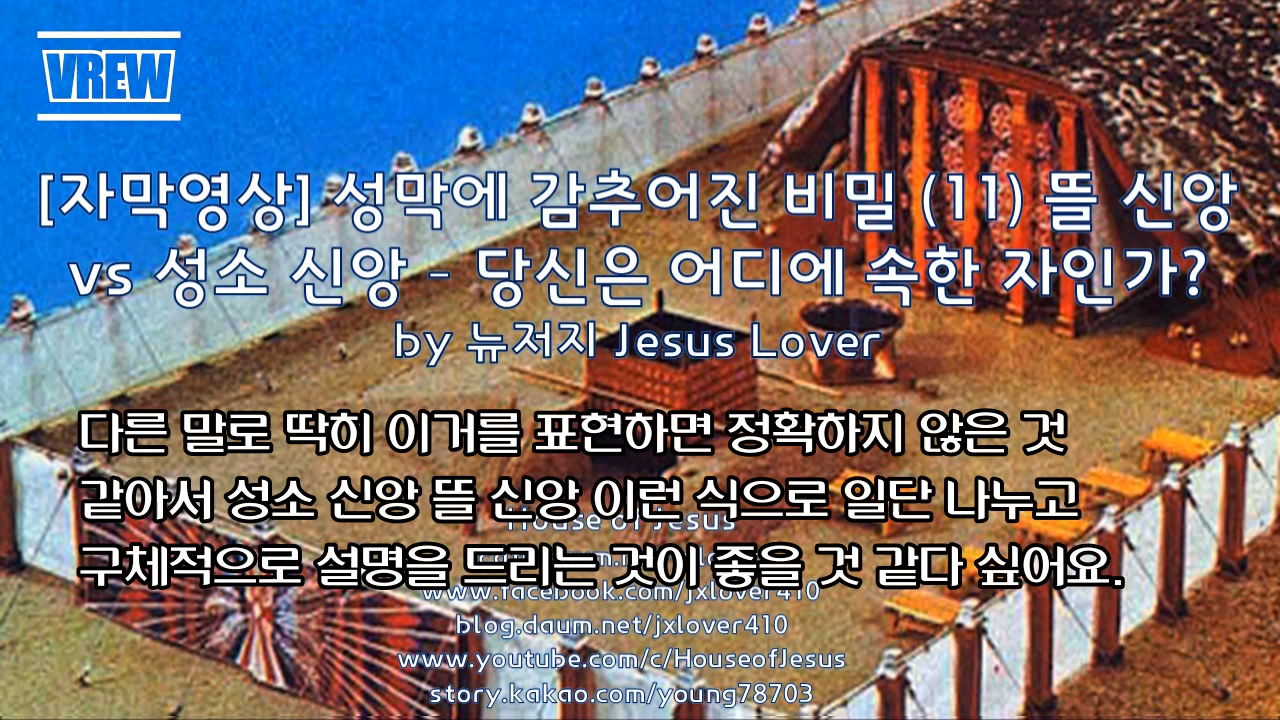 VREW
[자막영상] 성막에 감추어진 비밀 (11) 뜰 신앙
vs 성소 신앙 - 당신은 어디에 속한 자인가?
by 뉴저지 Jesus Lover
다른 말로 딱히 이거를 표현하면 정확하지 않은 것
같아서 성소 신앙 뜰 신앙 이런 식으로 일단 나누고
House of Jesus
구체적으로 설명을 드리는 것이 좋을 것 같다 싶어요.
www.facebook.com/jxlover410
blog.daum.net/jxlover410
www.youtube.com/c/HouseofJesus
story.kakao.com/young78703